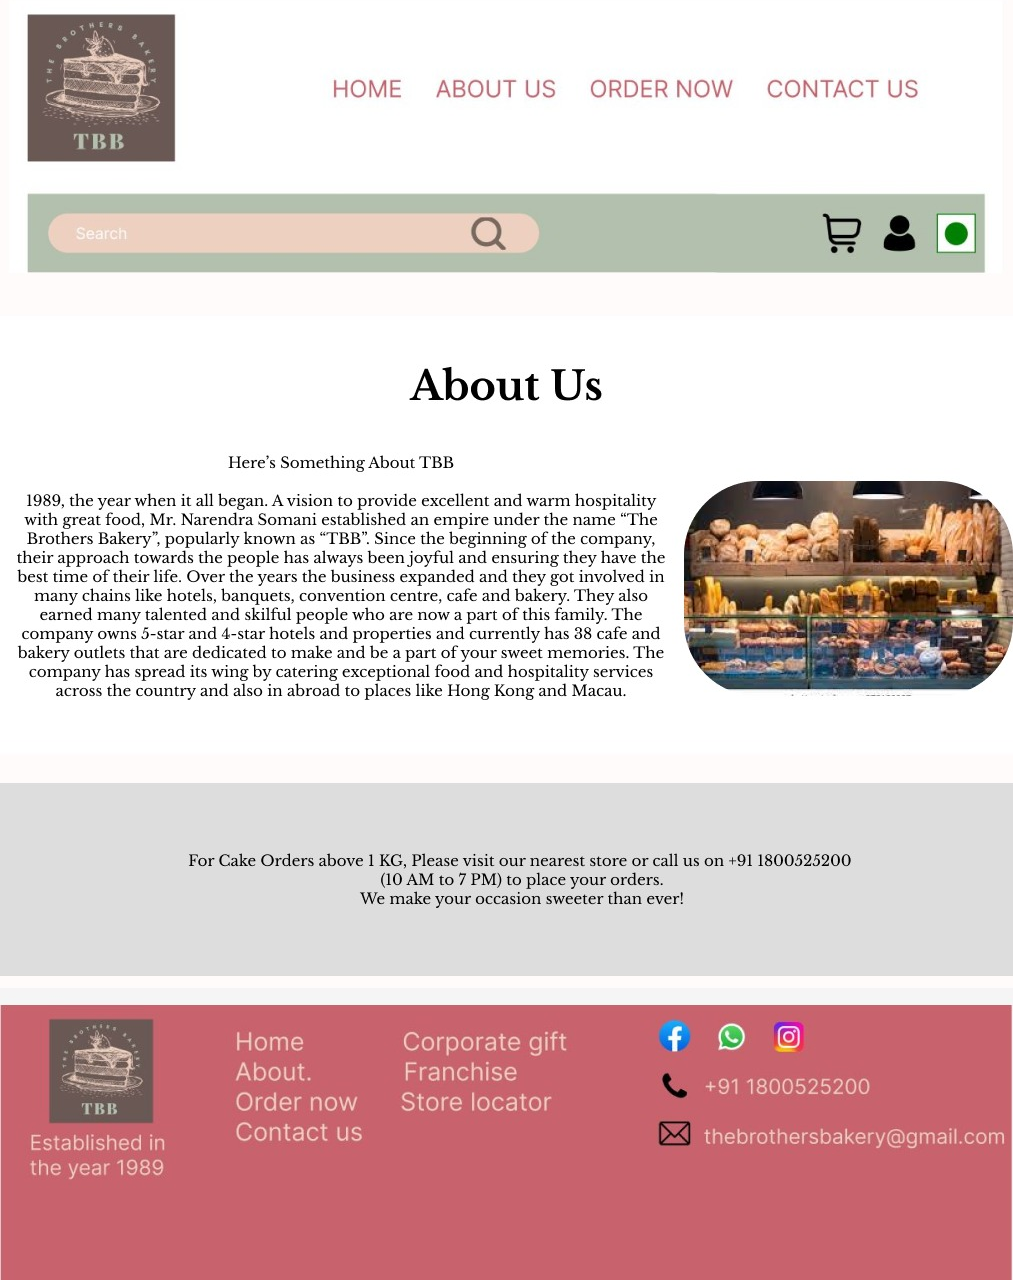 THE BROTHERS BAKERY
TBB
HOME ABOUT US ORDER NOW CONTACT US
Search
About Us
Here’s Something About TBB
1989, the year when it all began. A vision to provide excellent and warm hospitality
with great food, Mr. Narendra Somani established an empire under the name “The
Brothers Bakery”, popularly known as “TBB”. Since the beginning of the company,
their approach towards the people has always been joyful and ensuring they have the
best time of their life. Over the years the business expanded and they got involved in
many chains like hotels, banquets, convention centre, cafe and bakery. They also
earned many talented and skilful people who are now a part of this family. The
company owns 5-star and 4-star hotels and properties and currently has 38 cafe and
bakery outlets that are dedicated to make and be a part of your sweet memories. The
company has spread its wing by catering exceptional food and hospitality services
across the country and also in abroad to places like Hong Kong and Macau.
For Cake Orders above 1 KG, Please visit our nearest store or call us on +91 1800525200
(10 AM to 7 PM) to place your orders.
We make your occasion sweeter than ever!
THE BROTHERS BAKERY
TBB
Established in
the year 1989
Home
About.
Order now
Contact us
Corporate gift
Franchise
Store locator
+91 1800525200
thebrothersbakery@gmail.com